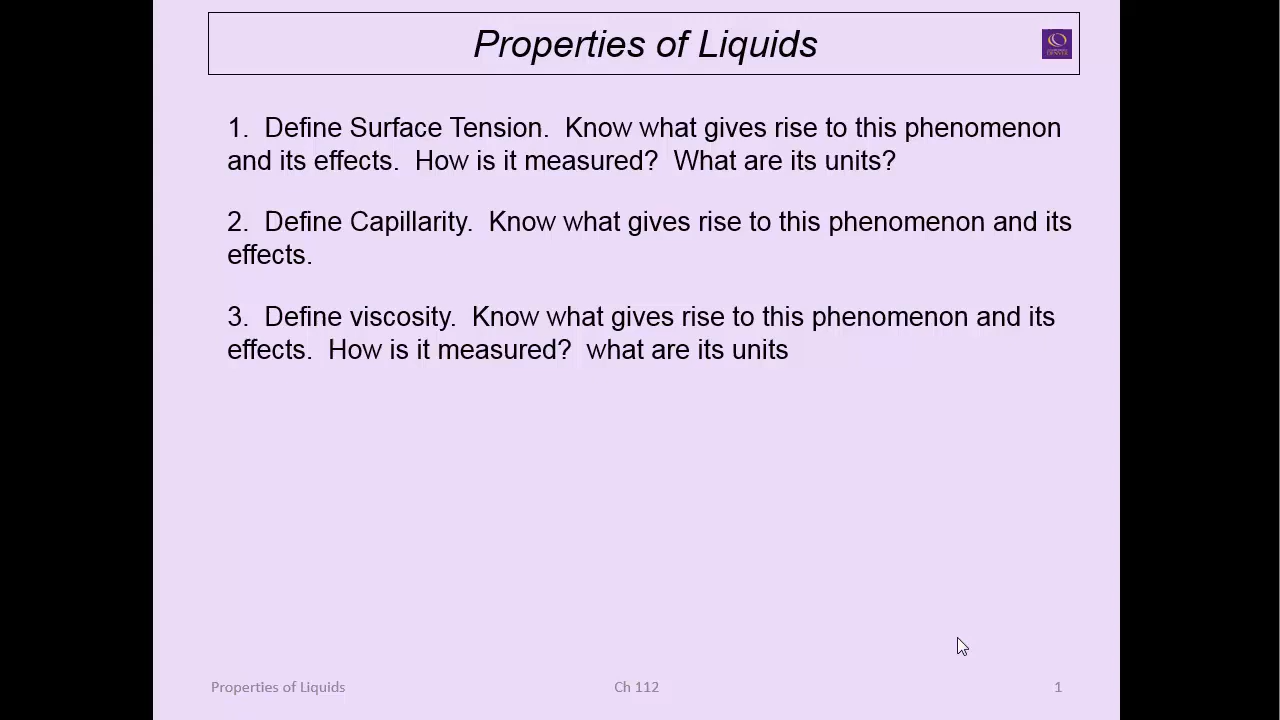 Properties of Liquids
1.  Define Surface Tension.  Know what gives rise to this phenomenon
and its effects.  How is it measured?  What are its units?
2.  Define Capillarity.  Know what gives rise to this phenomenon and its
effects.
3.  Define viscosity.  Know what gives rise to this phenomenon and its
effects.  How is it measured?  what are its units
Properties of Liquids
Ch 112
1